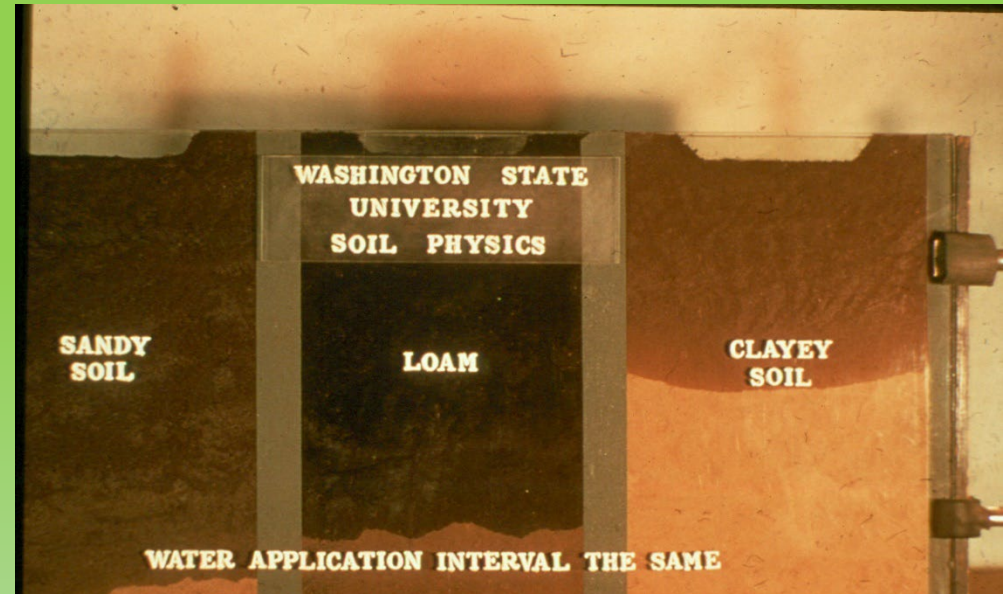 WASHINGTON STATE
UNIVERSITY
SOIL PHYSICS
SANDY
SOIL
LOAM
CLAYEY
SOIL
WATER APPLICATION INTERVAL THE SAME